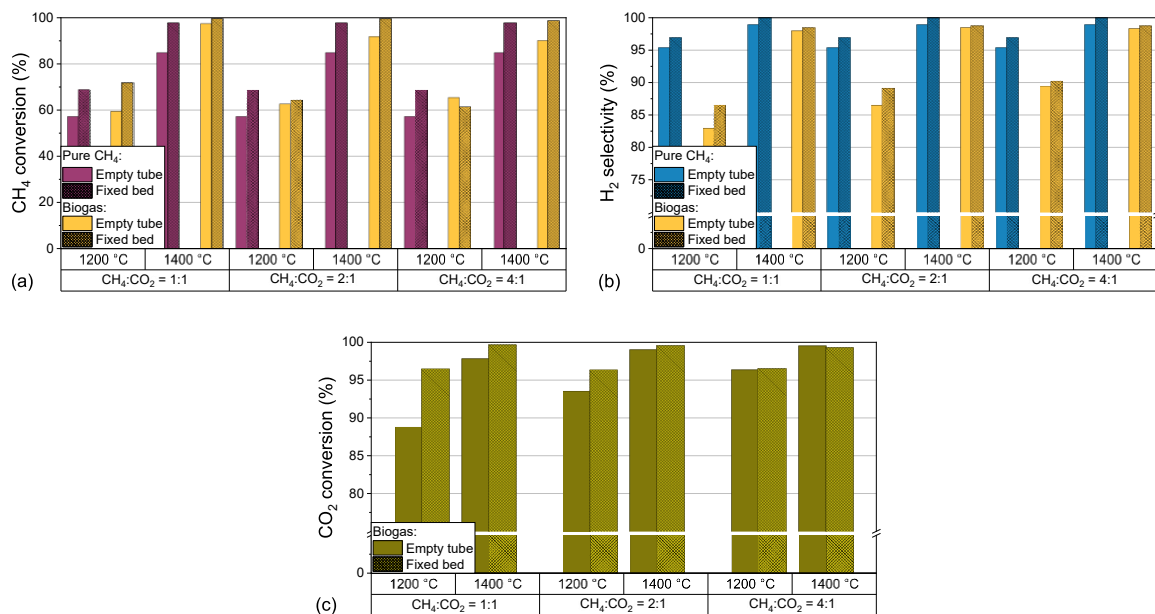 CH₄ conversion (%)
100
80
60
40
20
0
Pure CH₄:
Empty tube
Fixed bed
Biogas:
Empty tube
Fixed bed
1200 °C 1400 °C 1200 °C 1400 °C 1200 °C 1400 °C
CH₄:CO₂ = 1:1 CH₄:CO₂ = 2:1 CH₄:CO₂ = 4:1
(a)
H₂ selectivity (%)
100
95
90
85
80
75
0
Pure CH₄:
Empty tube
Fixed bed
Biogas:
Empty tube
Fixed bed
1200 °C 1400 °C 1200 °C 1400 °C 1200 °C 1400 °C
CH₄:CO₂ = 1:1 CH₄:CO₂ = 2:1 CH₄:CO₂ = 4:1
(b)
CO₂ conversion (%)
100
95
90
85
80
0
Biogas:
Empty tube
Fixed bed
1200 °C 1400 °C 1200 °C 1400 °C 1200 °C 1400 °C
CH₄:CO₂ = 1:1 CH₄:CO₂ = 2:1 CH₄:CO₂ = 4:1
(c)